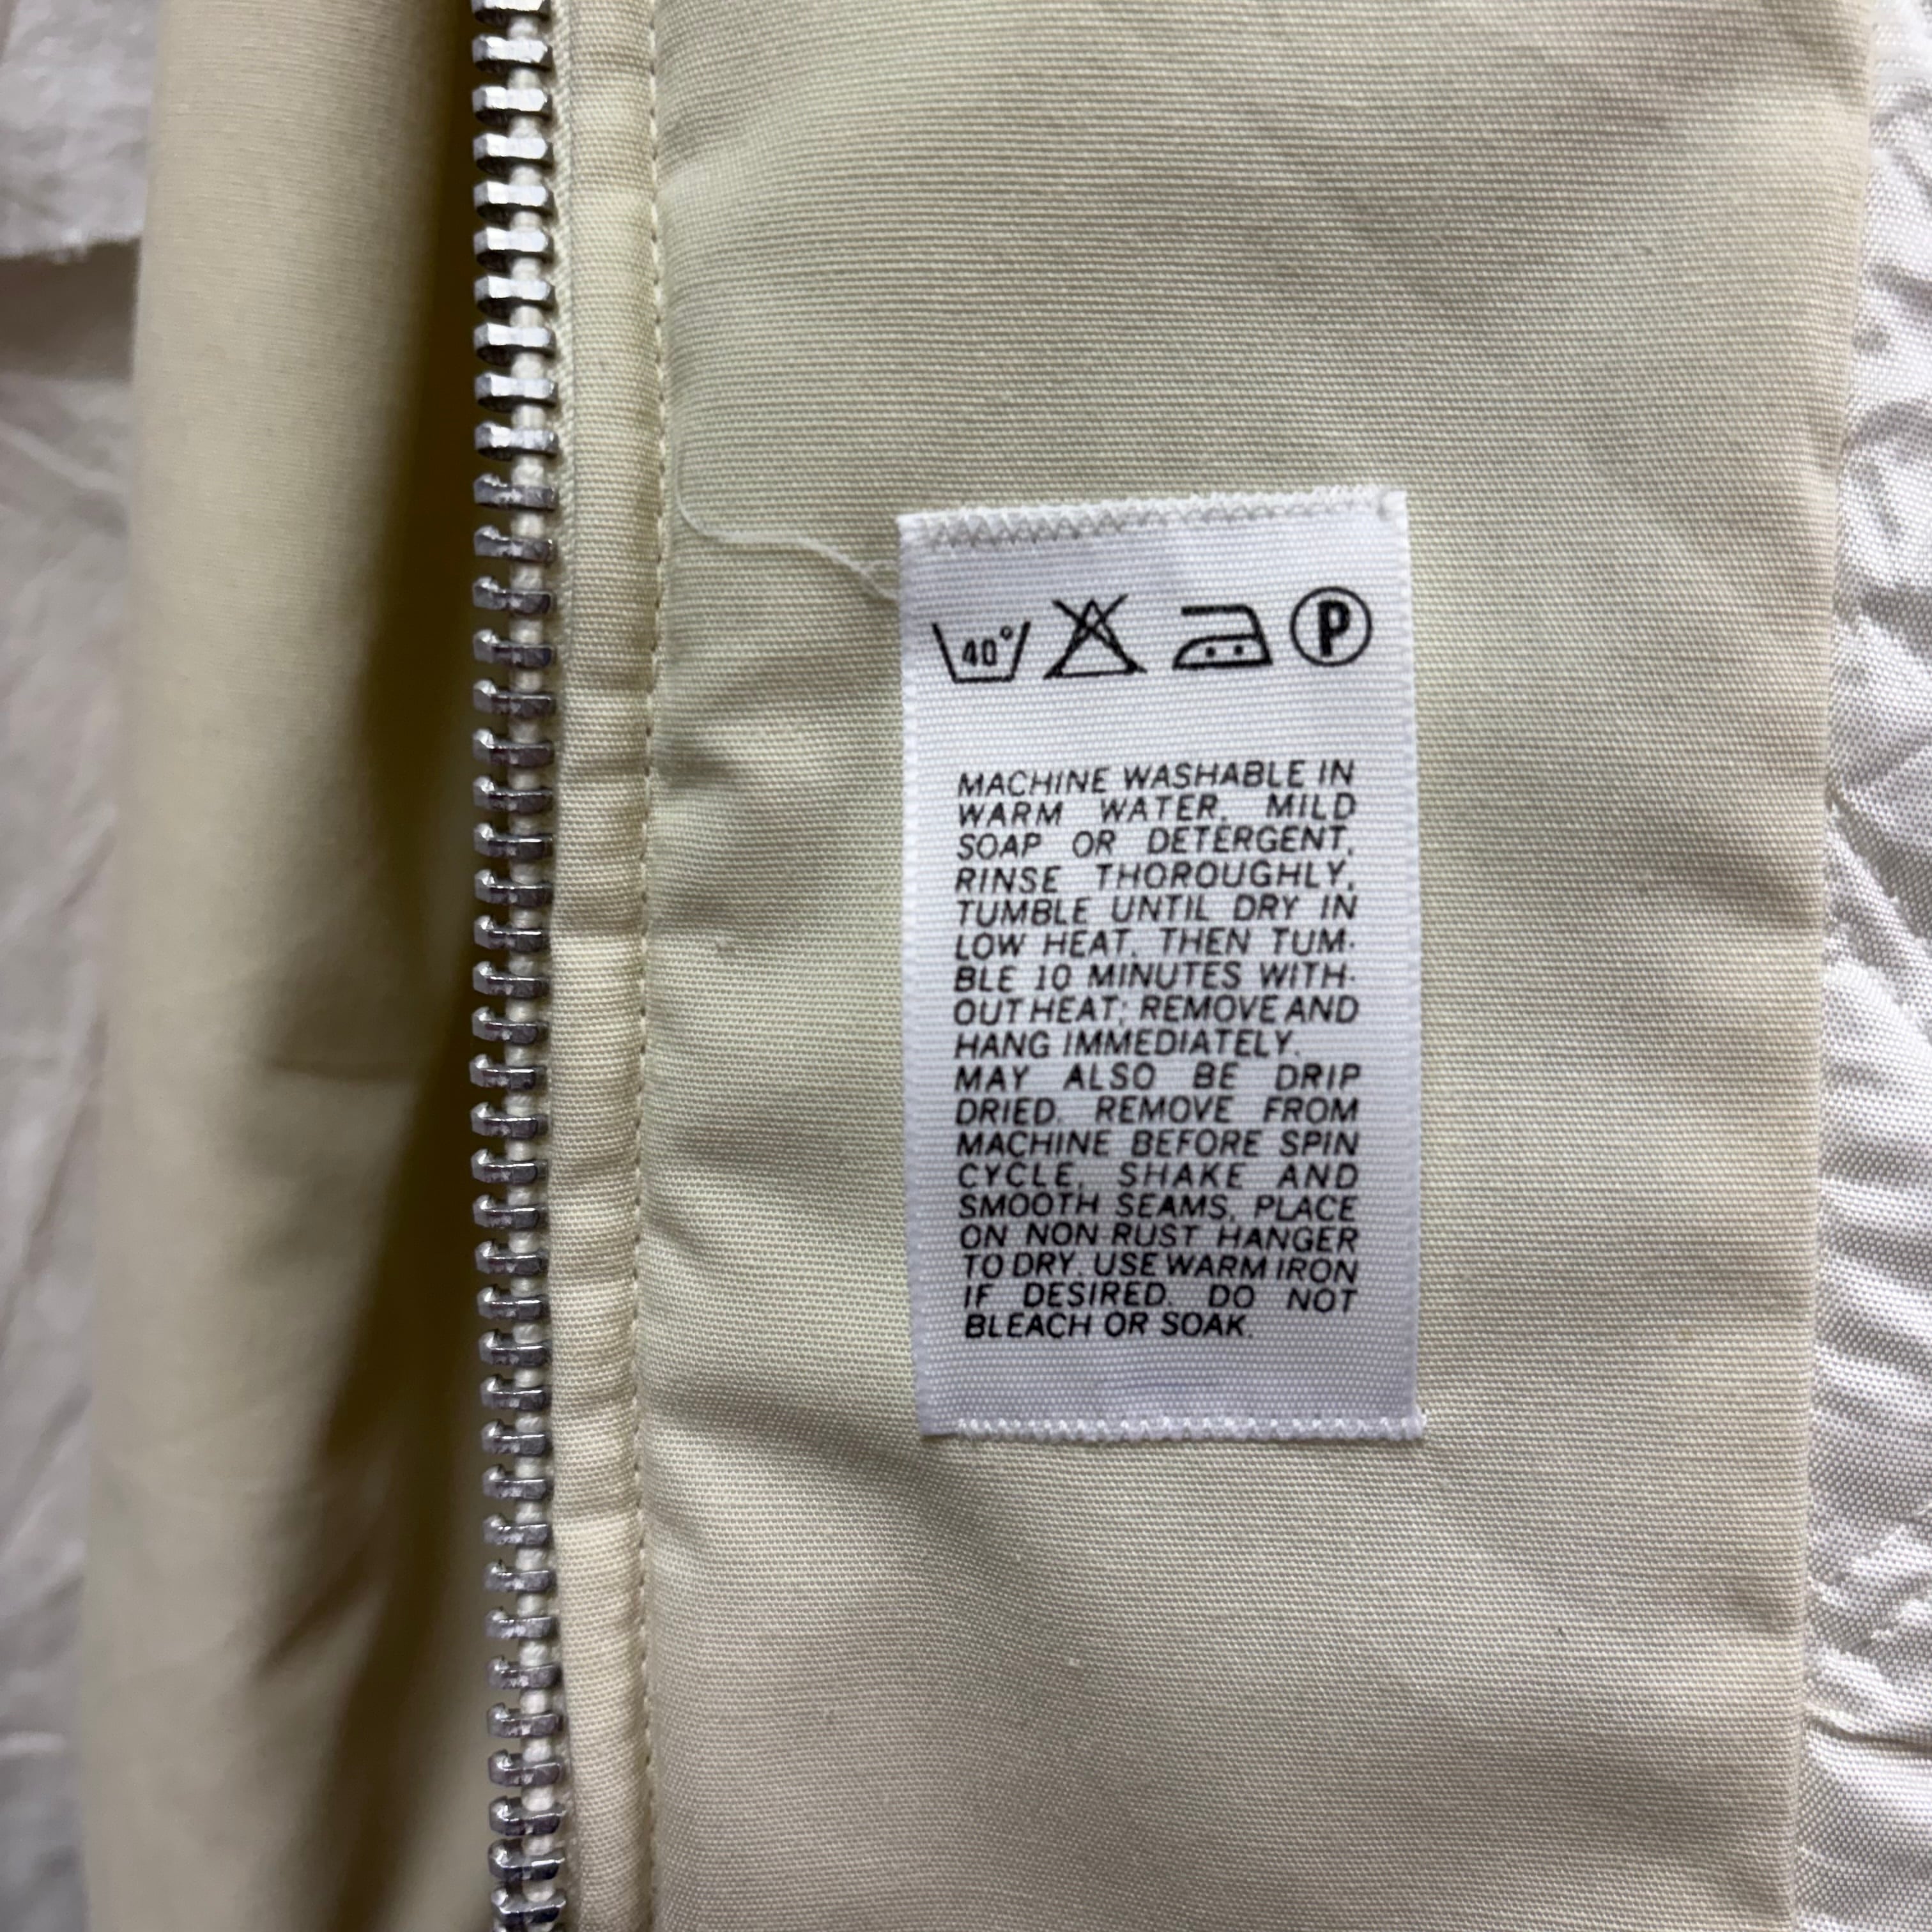 40° P
MACHINE WASHABLE IN
WARM WATER. MILD
SOAP OR DETERGENT,
RINSE THOROUGHLY,
TUMBLE UNTIL DRY IN
LOW HEAT. THEN TUM-
BLE 10 MINUTES WITH-
OUT HEAT; REMOVE AND
HANG IMMEDIATELY.
MAY ALSO BE DRIP
DRIED. REMOVE FROM
MACHINE BEFORE SPIN
CYCLE, SHAKE AND
SMOOTH SEAMS, PLACE
ON NON RUST HANGER
TO DRY. USE WARM IRON
IF DESIRED. DO NOT
BLEACH OR SOAK.